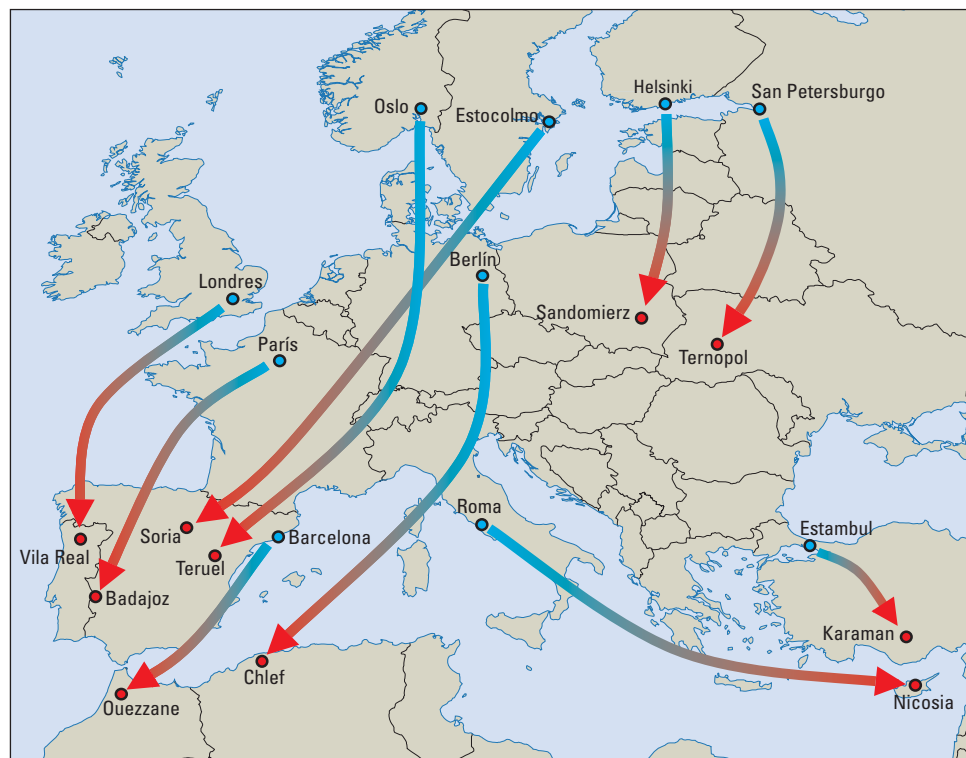 Helsinki
San Petersburgo
Oslo
Estocolmo
Berlín
Londres
Sandomierz
París
Ternopol
Roma
Soria
Barcelona
Estambul
Vila Real
Teruel
Badajoz
Karaman
Chlef
Ouezzane
Nicosia